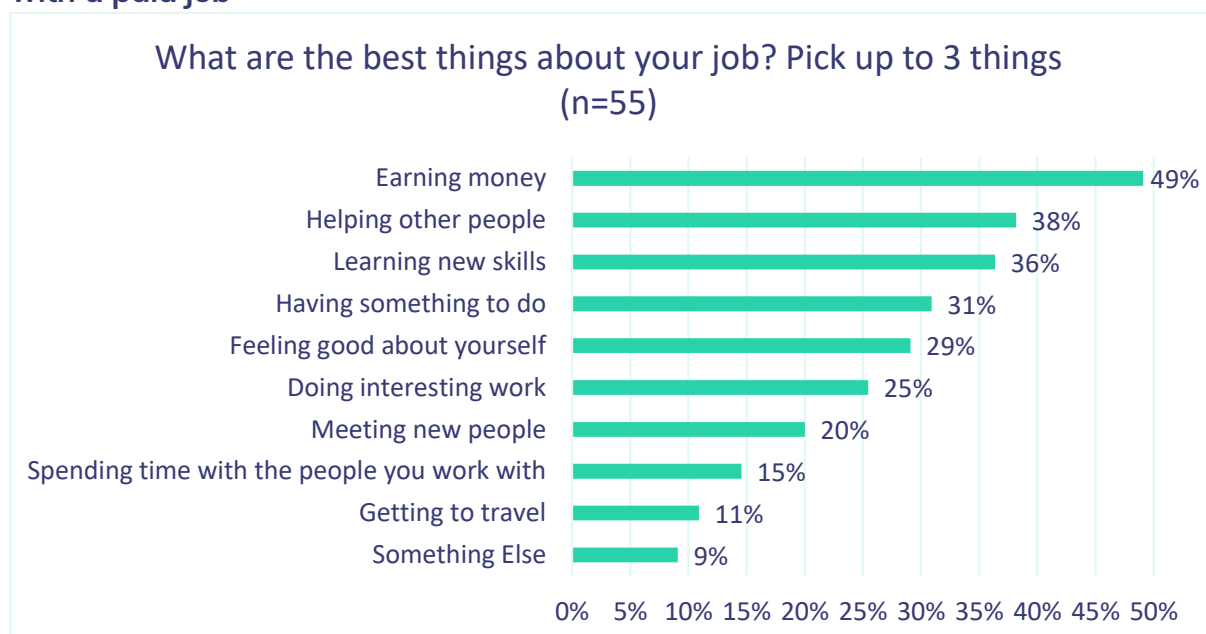 with a paid job
What are the best things about your job? Pick up to 3 things
(n=55)
Earning money 49%
Helping other people 38%
Learning new skills 36%
Having something to do 31%
Feeling good about yourself 29%
Doing interesting work 25%
Meeting new people 20%
Spending time with the people you work with 15%
Getting to travel 11%
Something Else 9%
0% 5% 10% 15% 20% 25% 30% 35% 40% 45% 50%